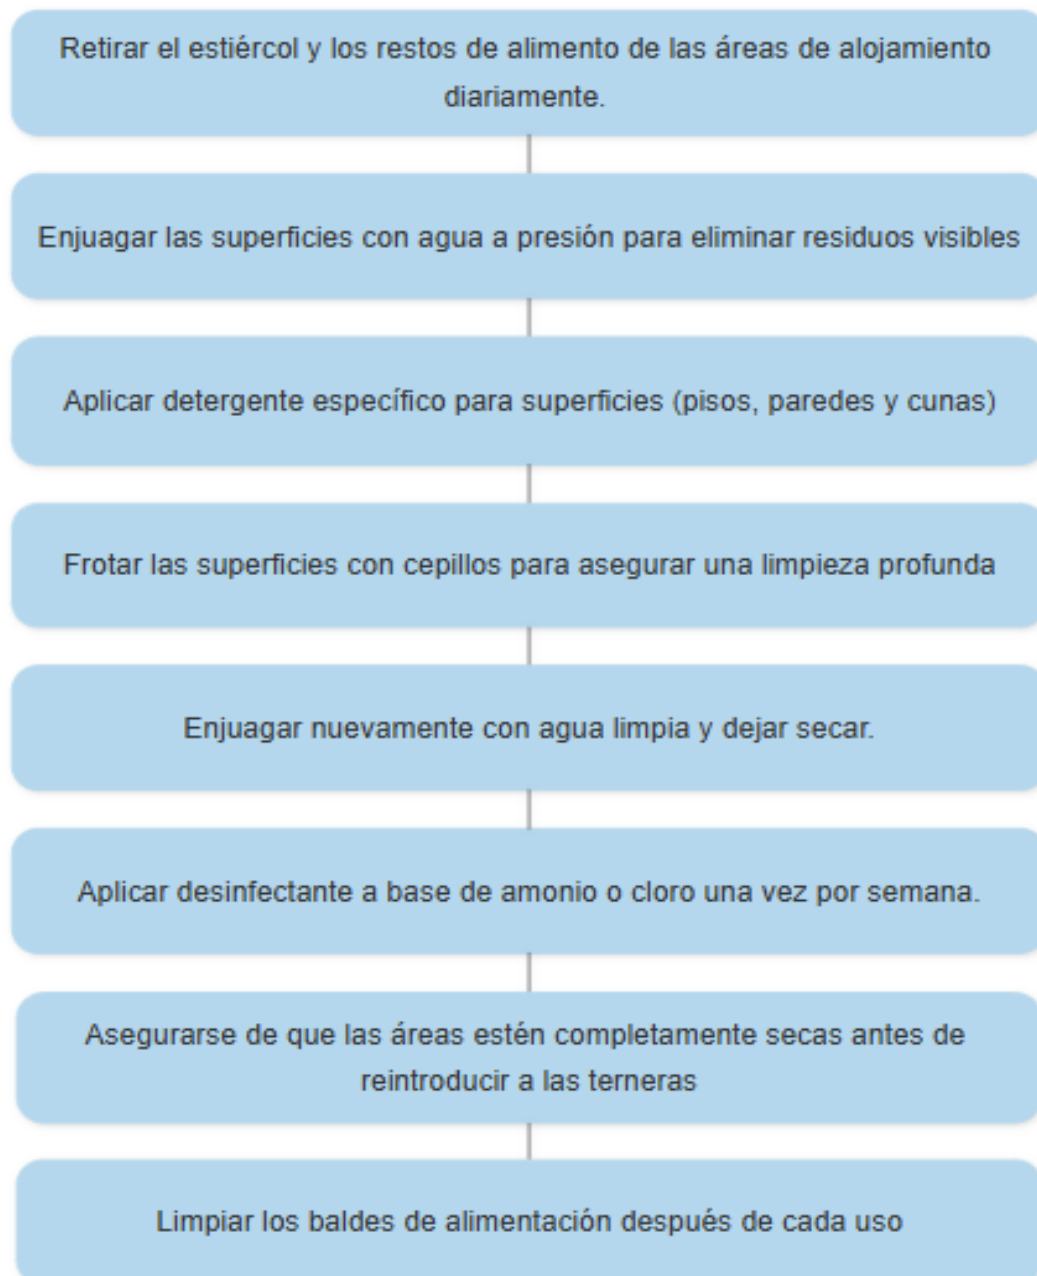 Retirar el estiércol y los restos de alimento de las áreas de alojamiento
diariamente.
Enjuagar las superficies con agua a presión para eliminar residuos visibles
Aplicar detergente específico para superficies (pisos, paredes y cunas)
Frotar las superficies con cepillos para asegurar una limpieza profunda
Enjuagar nuevamente con agua limpia y dejar secar.
Aplicar desinfectante a base de amonio o cloro una vez por semana.
Asegurarse de que las áreas estén completamente secas antes de
reintroducir a las terneras
Limpiar los baldes de alimentación después de cada uso